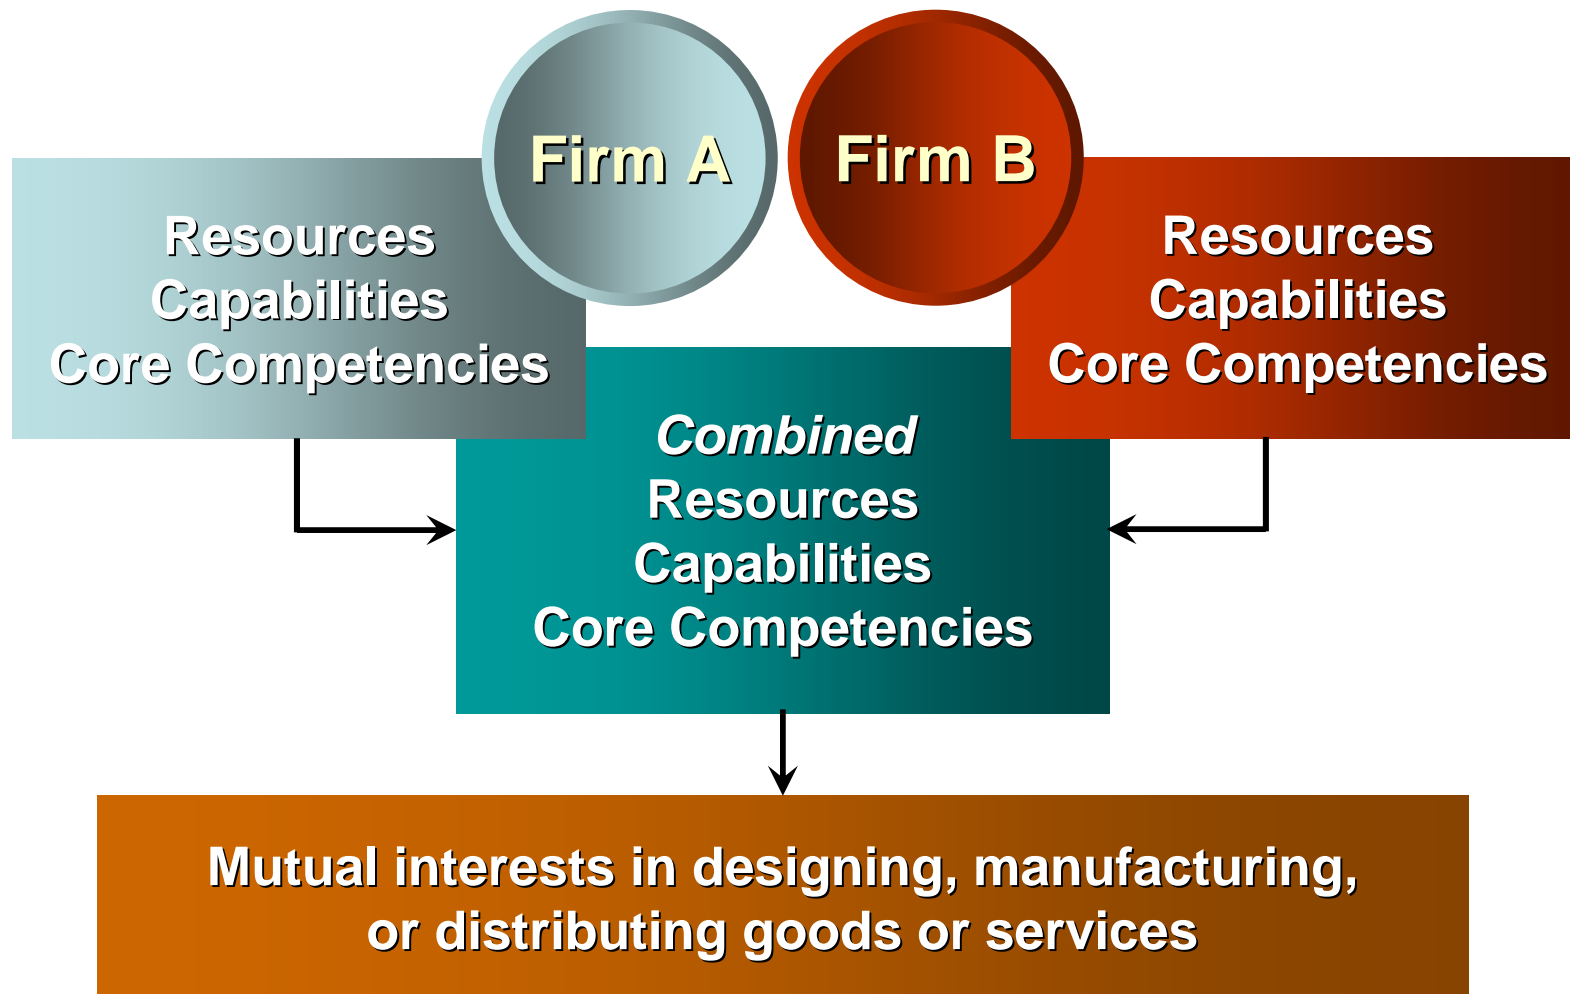 Firm A
Firm B
Resources
Capabilities
Core Competencies
Resources
Capabilities
Core Competencies
Combined
Resources
Capabilities
Core Competencies
Mutual interests in designing, manufacturing,
or distributing goods or services